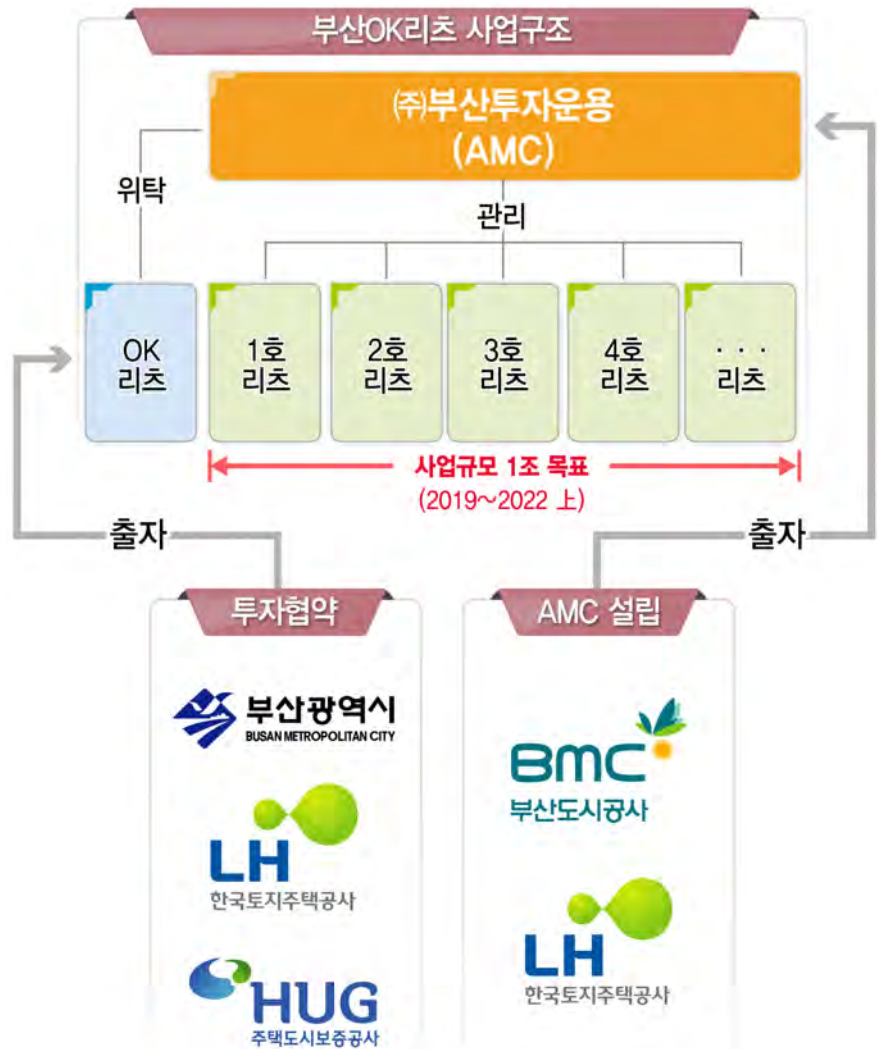 부산OK리츠 사업구조
㈜부산투자운용
(AMC)
위탁
관리
OK
리츠
1호
리츠
2호
리츠
3호
리츠
4호
리츠
· · ·
리츠
사업규모 1조 목표
(2019~2022 上)
출자
출자
투자협약
부산광역시
BUSAN METROPOLITAN CITY
LH
한국토지주택공사
HUG
주택도시보증공사
AMC 설립
BMC
부산도시공사
LH
한국토지주택공사